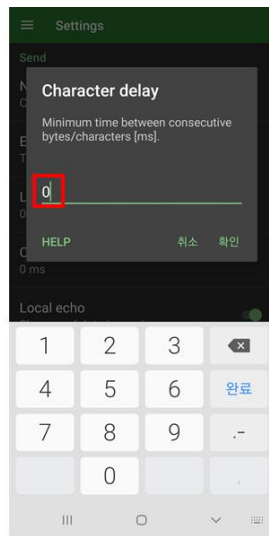 Settings
Send
Character delay
Minimum time between consecutive
bytes/characters [ms].
0
HELP
취소
확인
0 ms
Local echo
1
2
3
4
5
6
완료
7
8
9
.-
0
,